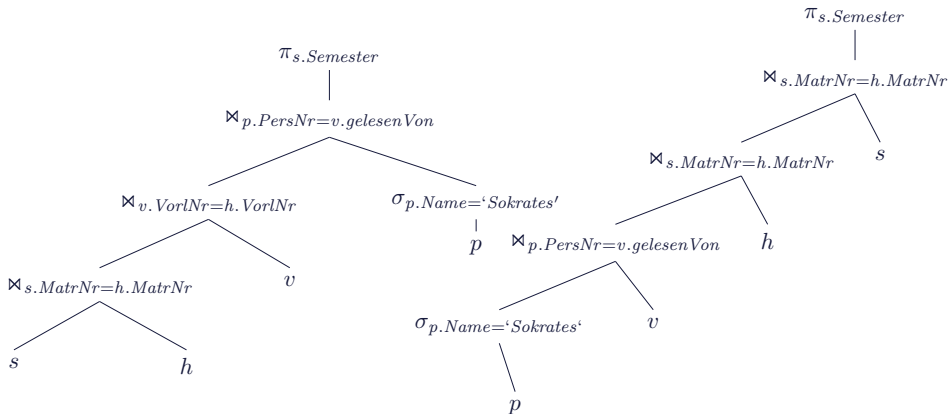 π_{s.Semester}
⋈_{p.PersNr=v.gelesenVon}
⋈_{v.VorlNr=h.VorlNr}
σ_{p.Name=‘Sokrates′}
p
⋈_{s.MatrNr=h.MatrNr}
v
s
h
π_{s.Semester}
⋈_{s.MatrNr=h.MatrNr}
⋈_{s.MatrNr=h.MatrNr}
s
⋈_{p.PersNr=v.gelesenVon}
h
σ_{p.Name=‘Sokrates‘}
v
p